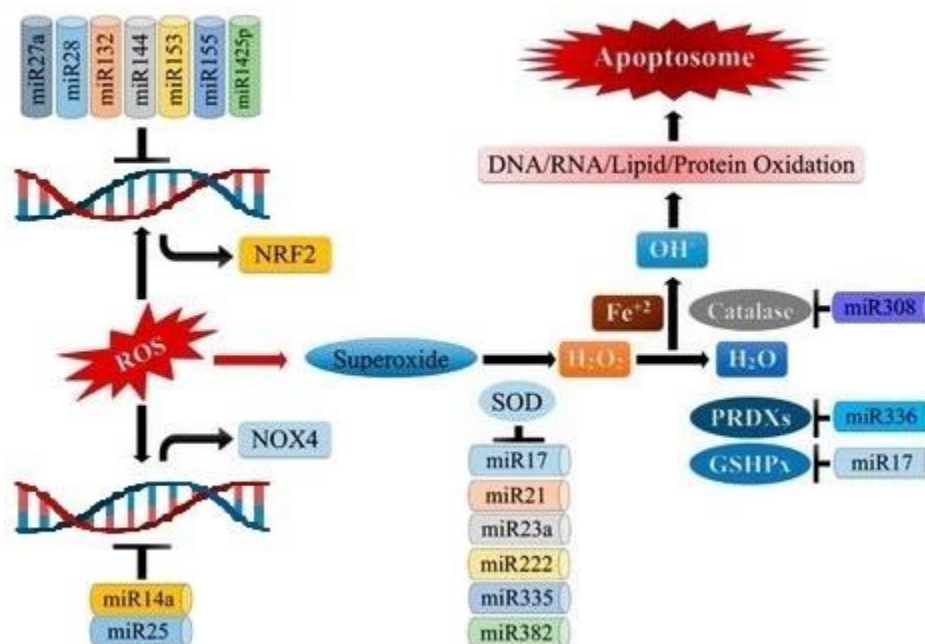 miR27a
miR28
miR132
miR144
miR153
miR155
miR1425p
Apoptosome
DNA/RNA/Lipid/Protein Oxidation
NRF2
OH⁻
Fe⁺²
Catalase
miR308
ROS
Superoxide
H₂O₂
H₂O
SOD
NOX4
PRDXs
miR336
miR17
GSHPx
miR17
miR21
miR23a
miR222
miR14a
miR335
miR25
miR382